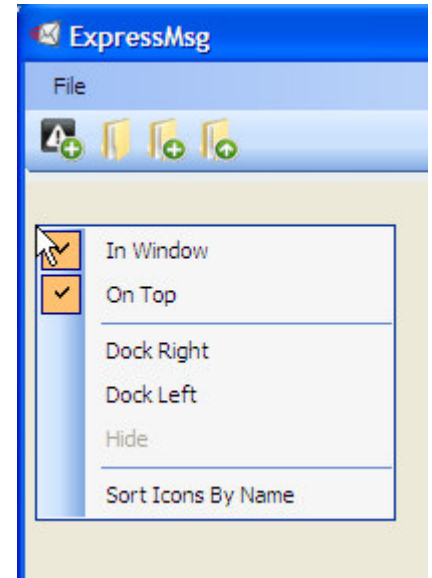 ExpressMsg
File
In Window
On Top
Dock Right
Dock Left
Hide
Sort Icons By Name